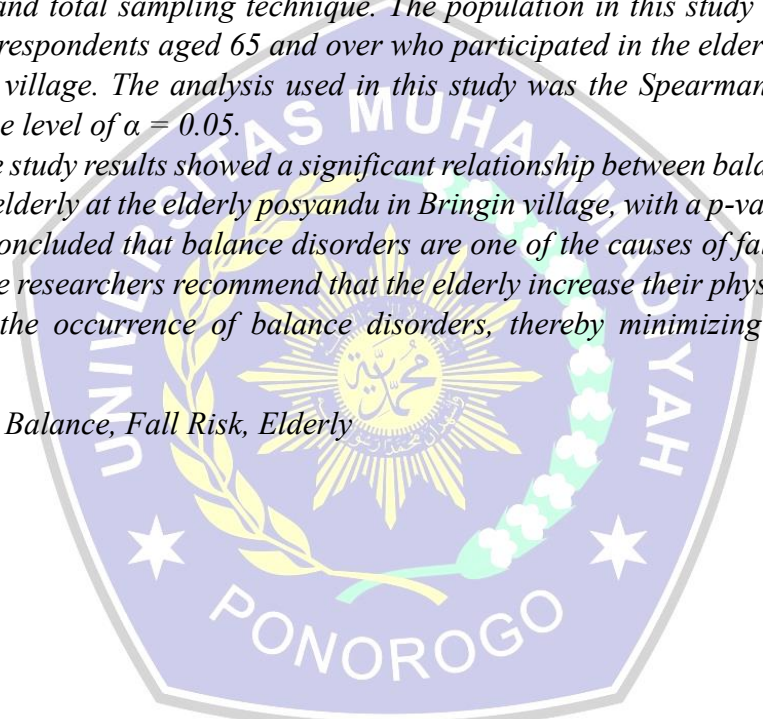 and total sampling technique. The population in this study
respondents aged 65 and over who participated in the elder
village. The analysis used in this study was the Spearman
e level of α = 0.05.
e study results showed a significant relationship between bala
elderly at the elderly posyandu in Bringin village, with a p-va
oncluded that balance disorders are one of the causes of fal
e researchers recommend that the elderly increase their phys
the occurrence of balance disorders, thereby minimizing
Balance, Fall Risk, Elderly
UNIVERSITAS MUHAMMADIYAH
PONOROGO
محمدية